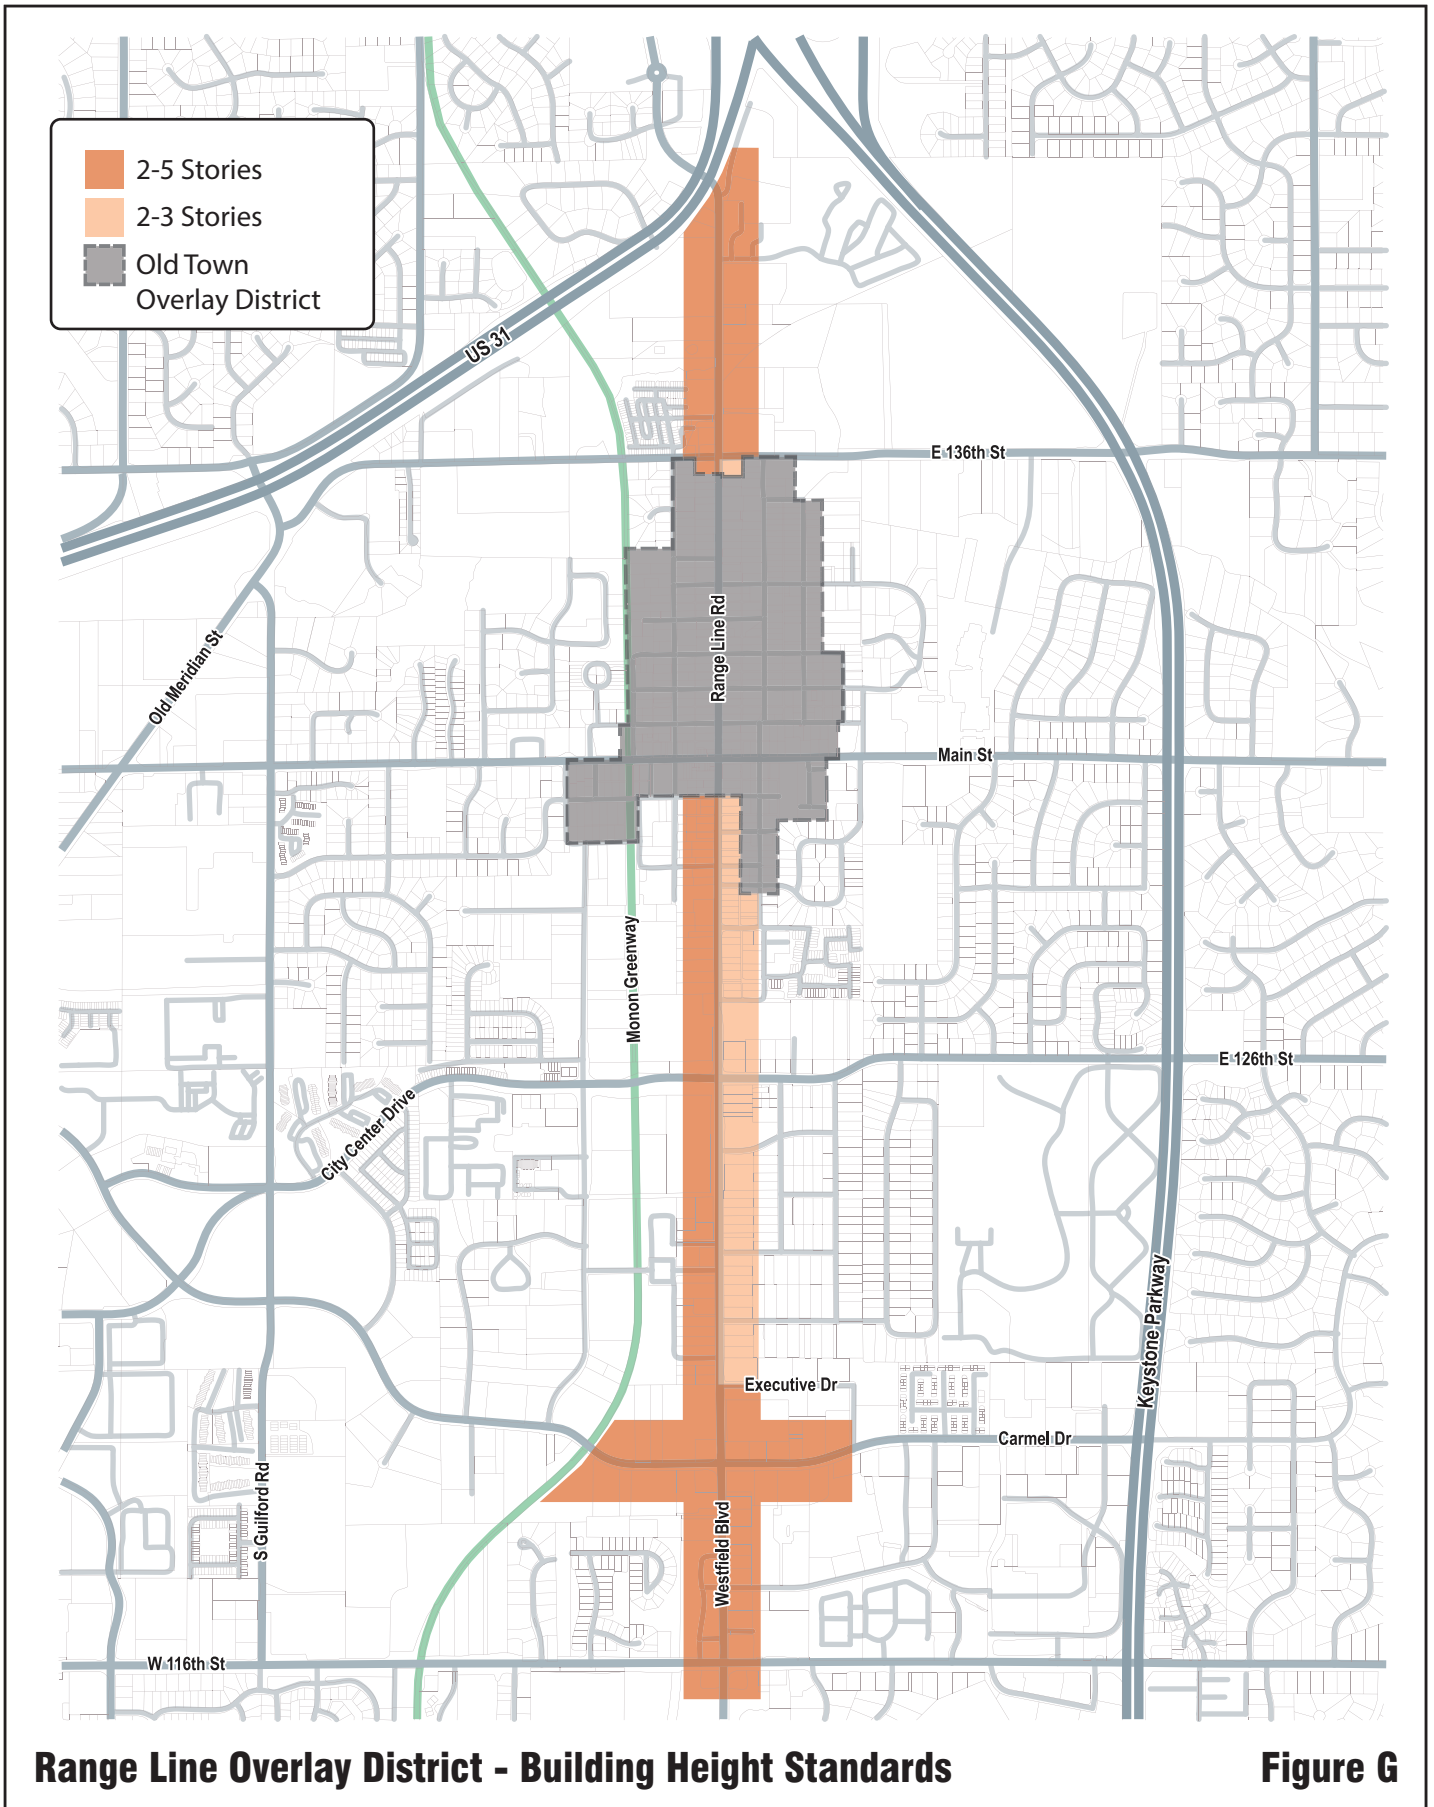 2-5 Stories
2-3 Stories
Old Town
Overlay District
US 31
E 136th St
Range Line Rd
Old Meridian St
Main St
Monon Greenway
E 126th St
City Center Drive
Keystone Parkway
Executive Dr
Carmel Dr
S Guilford Rd
Westfield Blvd
W 116th St
Range Line Overlay District - Building Height Standards
Figure G